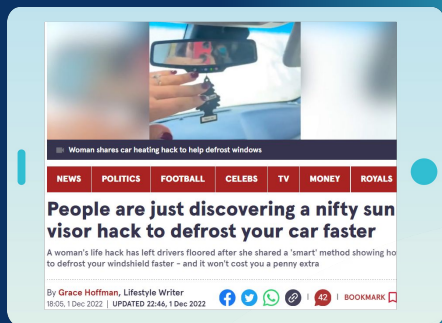 Woman shares car heating hack to help defrost windows
NEWS POLITICS FOOTBALL CELEBS TV MONEY ROYALS
People are just discovering a nifty sun
visor hack to defrost your car faster
A woman's life hack has left drivers floored after she shared a 'smart' method showing ho
to defrost your windshield faster – and it won't cost you a penny extra
By Grace Hoffman, Lifestyle Writer
18:05, 1 Dec 2022 | UPDATED 22:46, 1 Dec 2022
42 | BOOKMARK